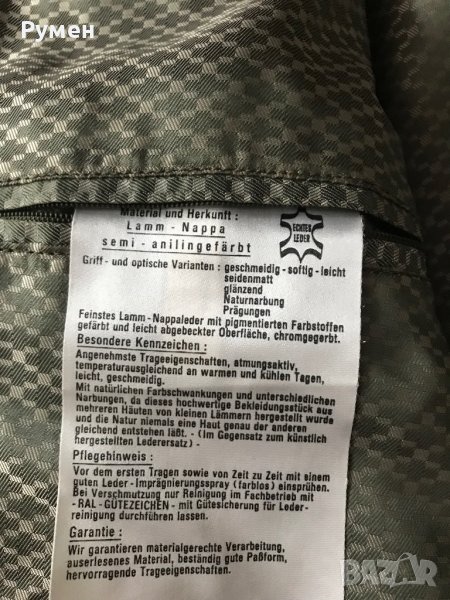 Румен
Material und Herkunft :
Lamm - Nappa
semi - anilingefärbt
ECHTES
LEDER
Griff - und optische Varianten : geschmeidig - softig - leicht
seidenmatt
glänzend
Naturnarbung
Prägungen
Feinstes Lamm - Nappaleder mit pigmentierten Farbstoffen
gefärbt und leicht abgebeckter Oberfläche, chromgegerbt.
Besondere Kennzeichen :
Angenehmste Trageeigenschaften, atmungsaktiv,
temperaturausgleichend an warmen und kühlen Tagen,
leicht, geschmeidig.
Mit natürlichen Farbschwankungen und unterschiedlichen
Narbungen, da dieses hochwertige Bekleidungsstück aus
mehreren Häuten von kleinen Lämmern hergestellt wurde
und die Natur niemals eine Haut genau der anderen
gleichend entstehen läßt. - (Im Gegensatz zum künstlich
hergestellten Lederersatz) -
Pflegehinweis :
Vor dem ersten Tragen sowie von Zeit zu Zeit mit einem
guten Leder - Imprägnierungsspray (farblos) einsprühen.
Bei Verschmutzung nur Reinigung im Fachbetrieb mit
- RAL - GÜTEZEICHEN - mit Gütesicherung für Leder-
reinigung durchführen lassen.
Garantie :
Wir garantieren materialgerechte Verarbeitung,
auserlesenes Material, beständig gute Paßform,
hervorragende Trageeigenschaften.
BAZAR